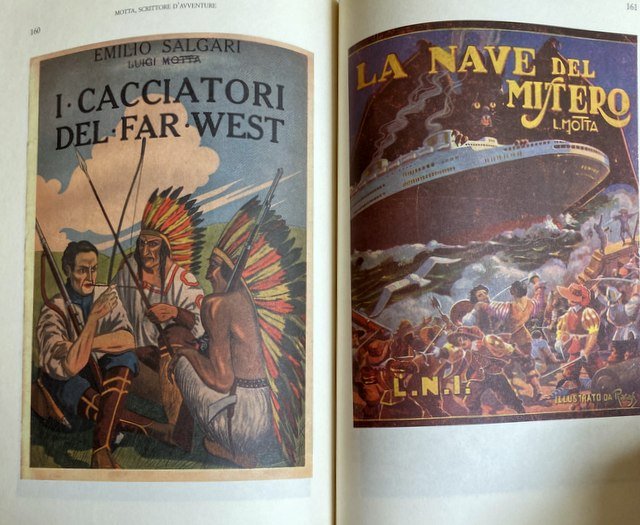 MOTTA, SCRITTORE D'AVVENTURE
160
EMILIO SALGARI
LUIGI MOTTA
I · CACCIATORI
DEL · FAR · WEST
161
LA NAVE DEL
MISTERO
L. MOTTA
L.N.I.
ILLUSTRATO DA